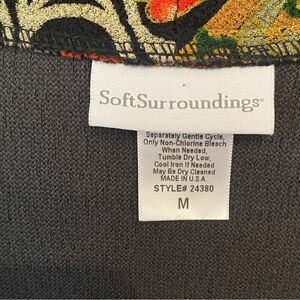 SoftSurroundings®
Separately Gentle Cycle,
Only Non-Chlorine Bleach
When Needed,
Tumble Dry Low,
Cool Iron If Needed
May Be Dry Cleaned
MADE IN U.S.A.
STYLE# 24380
M